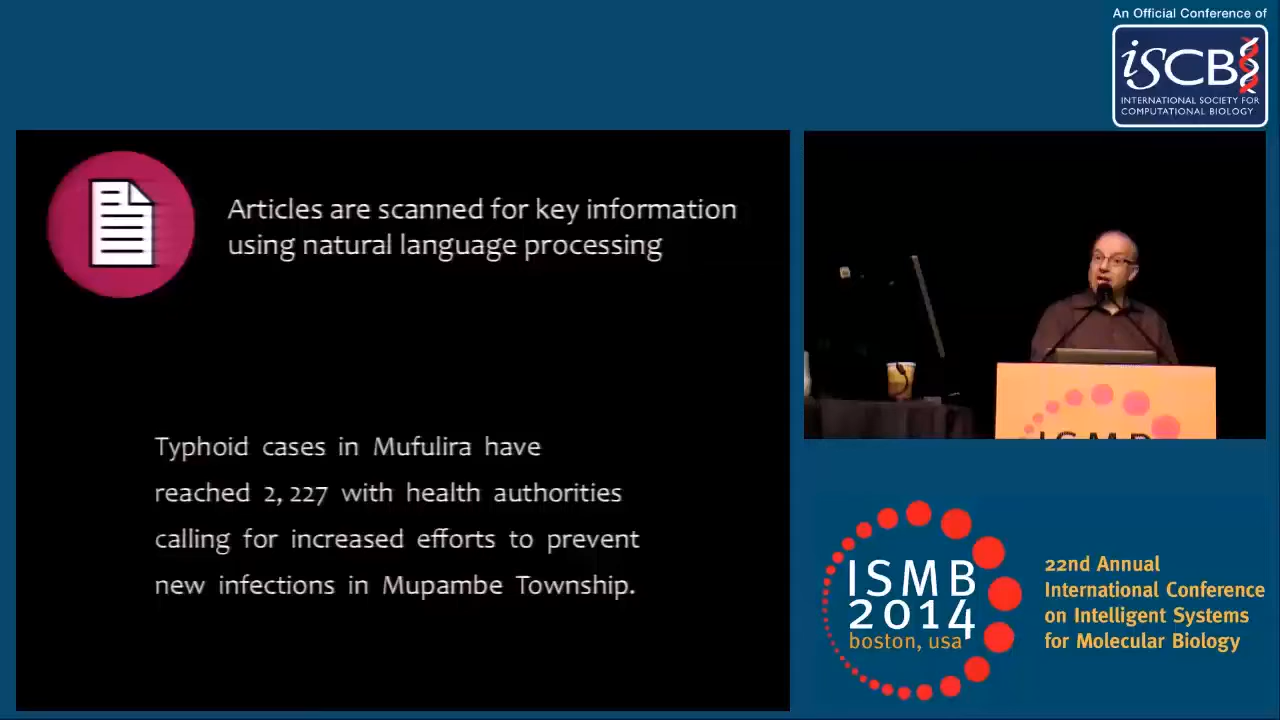 An Official Conference of
iSCB
INTERNATIONAL SOCIETY FOR
COMPUTATIONAL BIOLOGY
Articles are scanned for key information
using natural language processing
Typhoid cases in Mufulira have
reached 2, 227 with health authorities
calling for increased efforts to prevent
new infections in Mupambe Township.
ISMB
ISMB
2014
boston, usa
22nd Annual
International Conference
on Intelligent Systems
for Molecular Biology